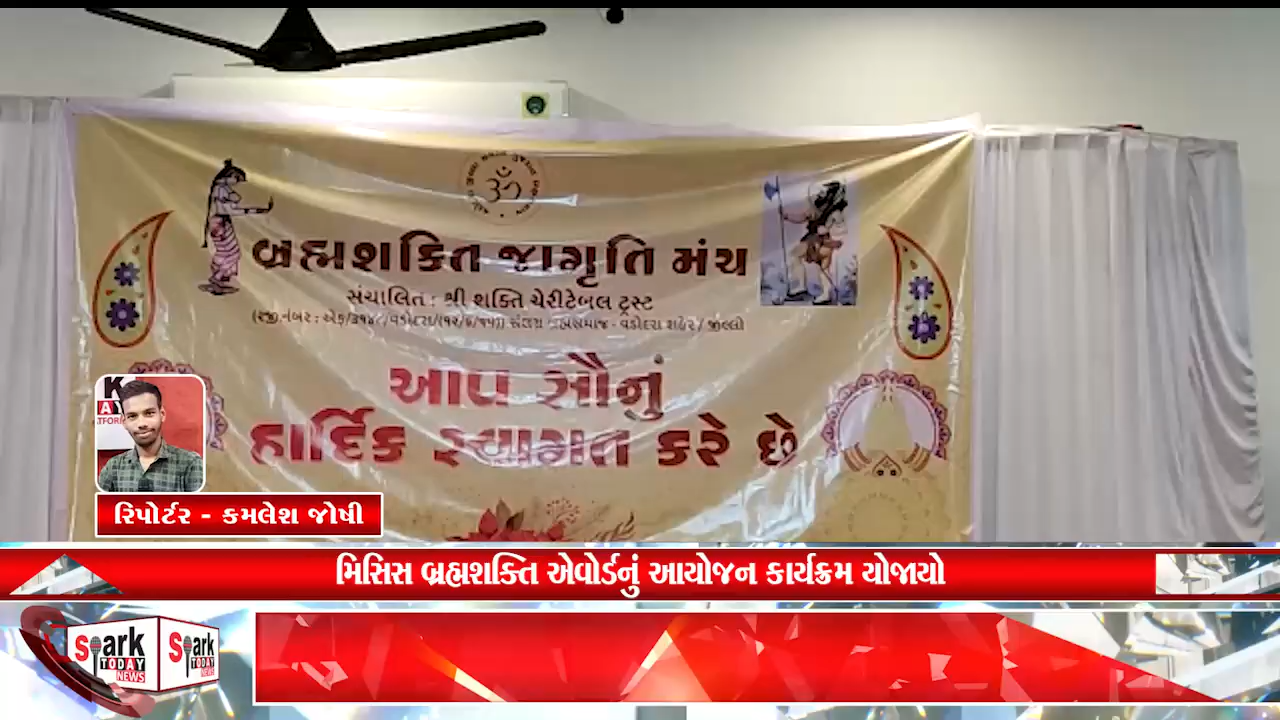 બ્રહ્મશકિત જાગૃતિ મંચ
સંચાલિત : શ્રી શક્તિ ચેરીટેબલ ટ્રસ્ટ
આપ સૌનું
હાર્દિક સ્વાગત કરે છે
રિપોર્ટર - કમલેશ જોષી
મિસિસ બ્રહ્મશક્તિ એવોર્ડનું આયોજન કાર્યક્રમ યોજાયો
Spark
TODAY
NEWS
Spark
TODAY
NEWS